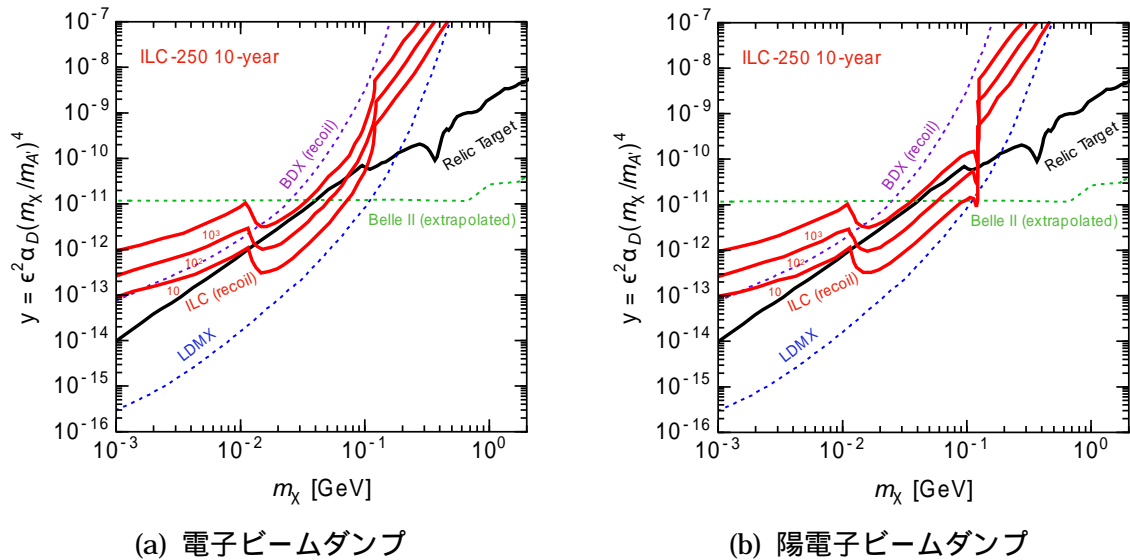 10⁻⁷
10⁻⁸
10⁻⁹
10⁻¹⁰
10⁻¹¹
10⁻¹²
10⁻¹³
10⁻¹⁴
10⁻¹⁵
10⁻¹⁶
y = ϵ²α_D(m_χ/m_A')⁴
ILC-250 10-year
BDX (recoil)
Relic Target
Belle II (extrapolated)
10³
10²
10
ILC (recoil)
LDMX
10⁻³ 10⁻² 10⁻¹ 10⁰
m_χ [GeV]
(a) 電子ビームダンプ
10⁻⁷
10⁻⁸
10⁻⁹
10⁻¹⁰
10⁻¹¹
10⁻¹²
10⁻¹³
10⁻¹⁴
10⁻¹⁵
10⁻¹⁶
y = ϵ²α_D(m_χ/m_A')⁴
ILC-250 10-year
BDX (recoil)
Relic Target
Belle II (extrapolated)
10³
10²
10
ILC (recoil)
LDMX
10⁻³ 10⁻² 10⁻¹ 10⁰
m_χ [GeV]
(b) 陽電子ビームダンプ